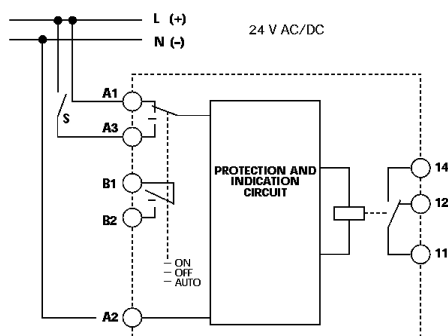 L (+)
N (–)
24 V AC/DC
A1
S
A3
B1
B2
PROTECTION AND
INDICATION
CIRCUIT
14
12
11
ON
OFF
AUTO
A2